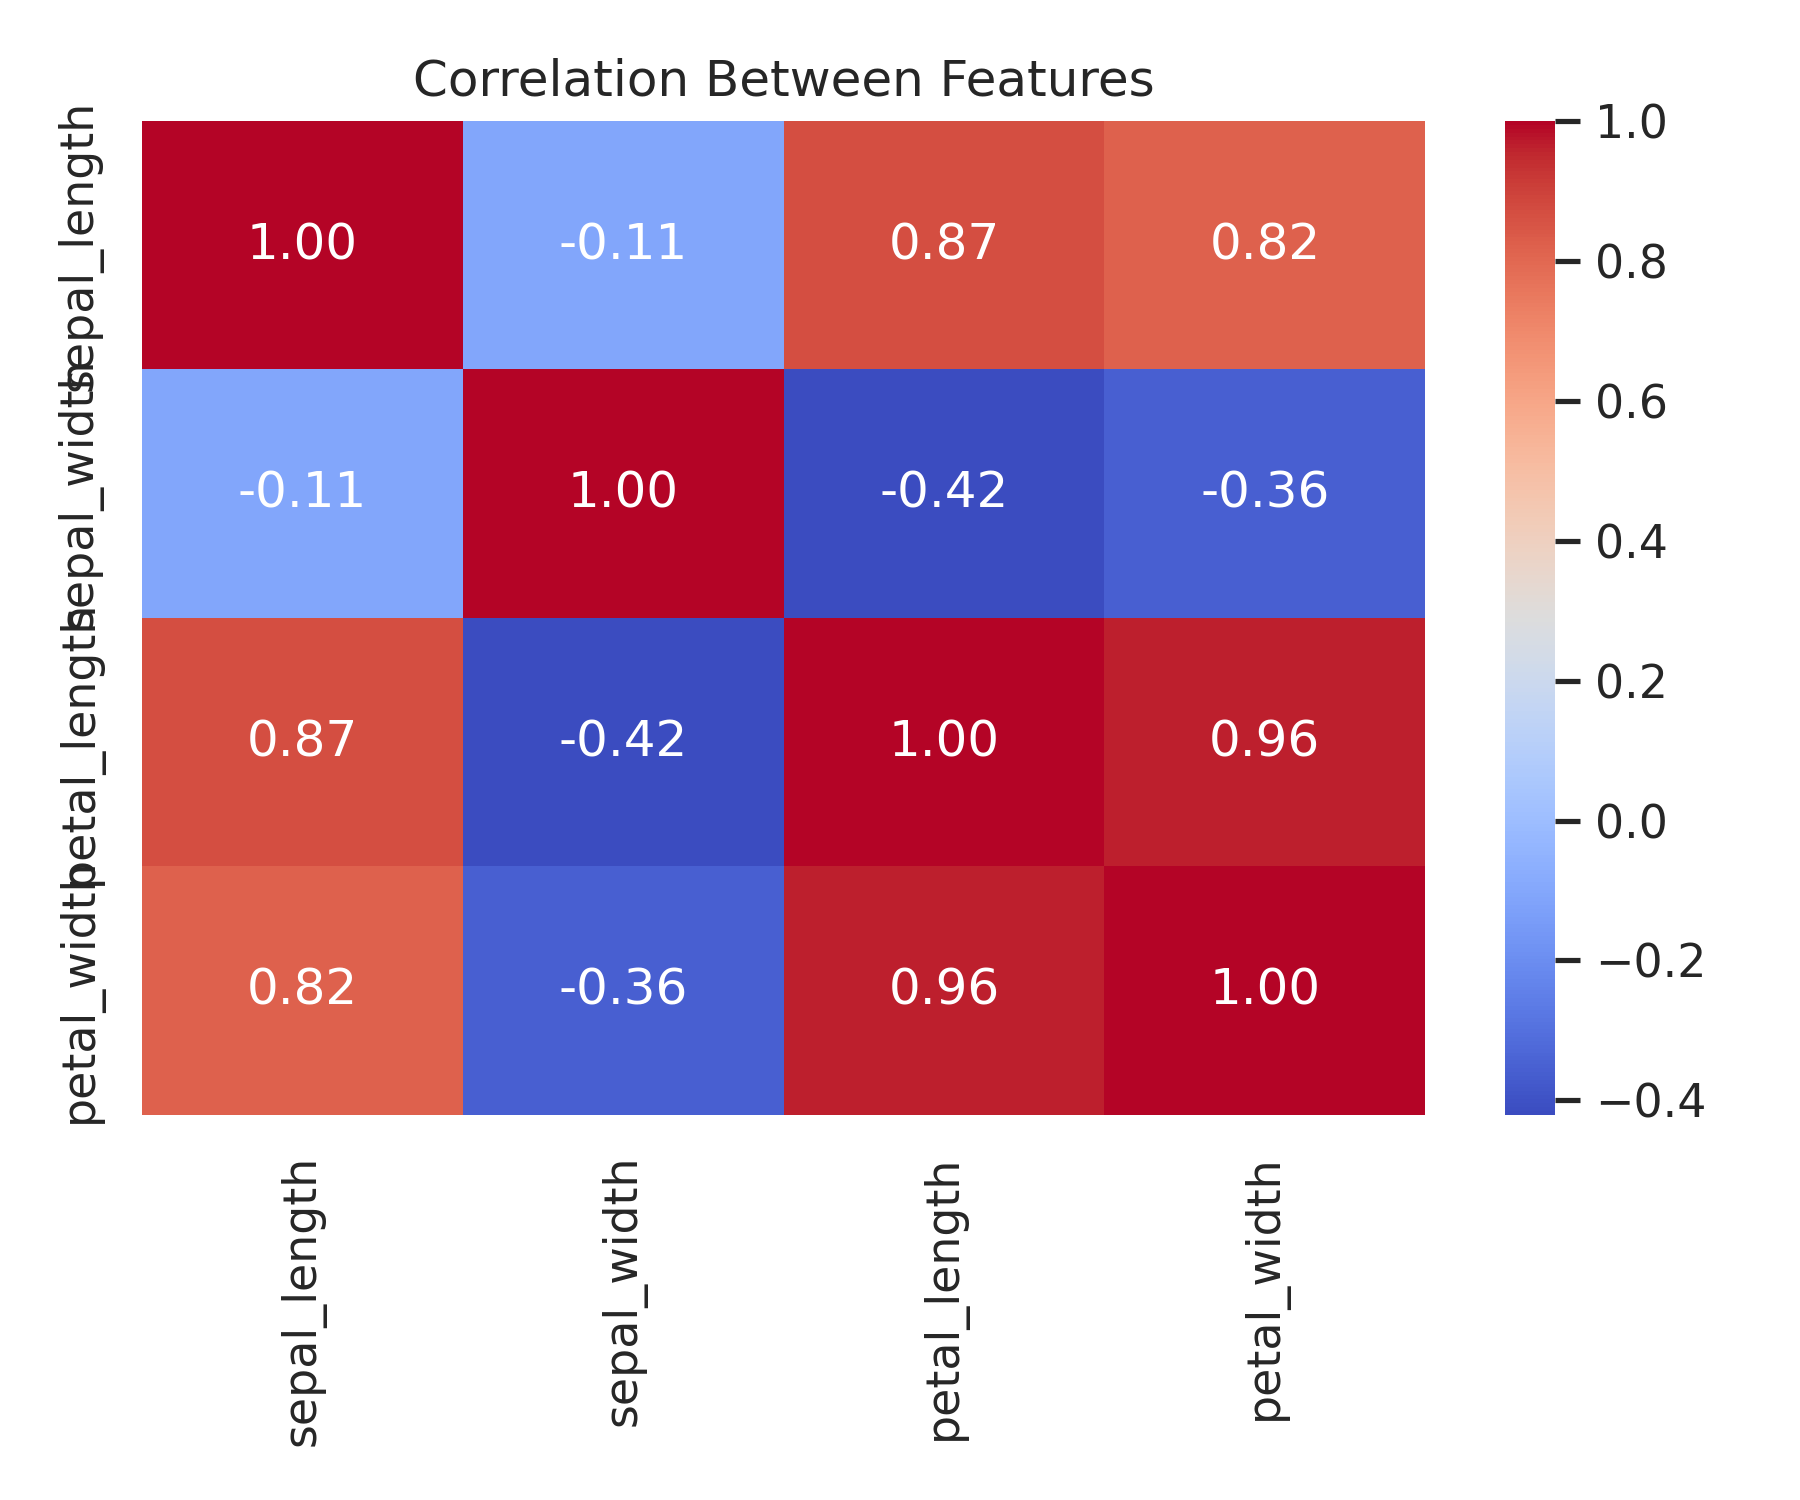 Correlation Between Features
sepal_length
1.00 -0.11 0.87 0.82
sepal_width
-0.11 1.00 -0.42 -0.36
petal_length
0.87 -0.42 1.00 0.96
petal_width
0.82 -0.36 0.96 1.00
sepal_length
sepal_width
petal_length
petal_width
1.0
0.8
0.6
0.4
0.2
0.0
−0.2
−0.4